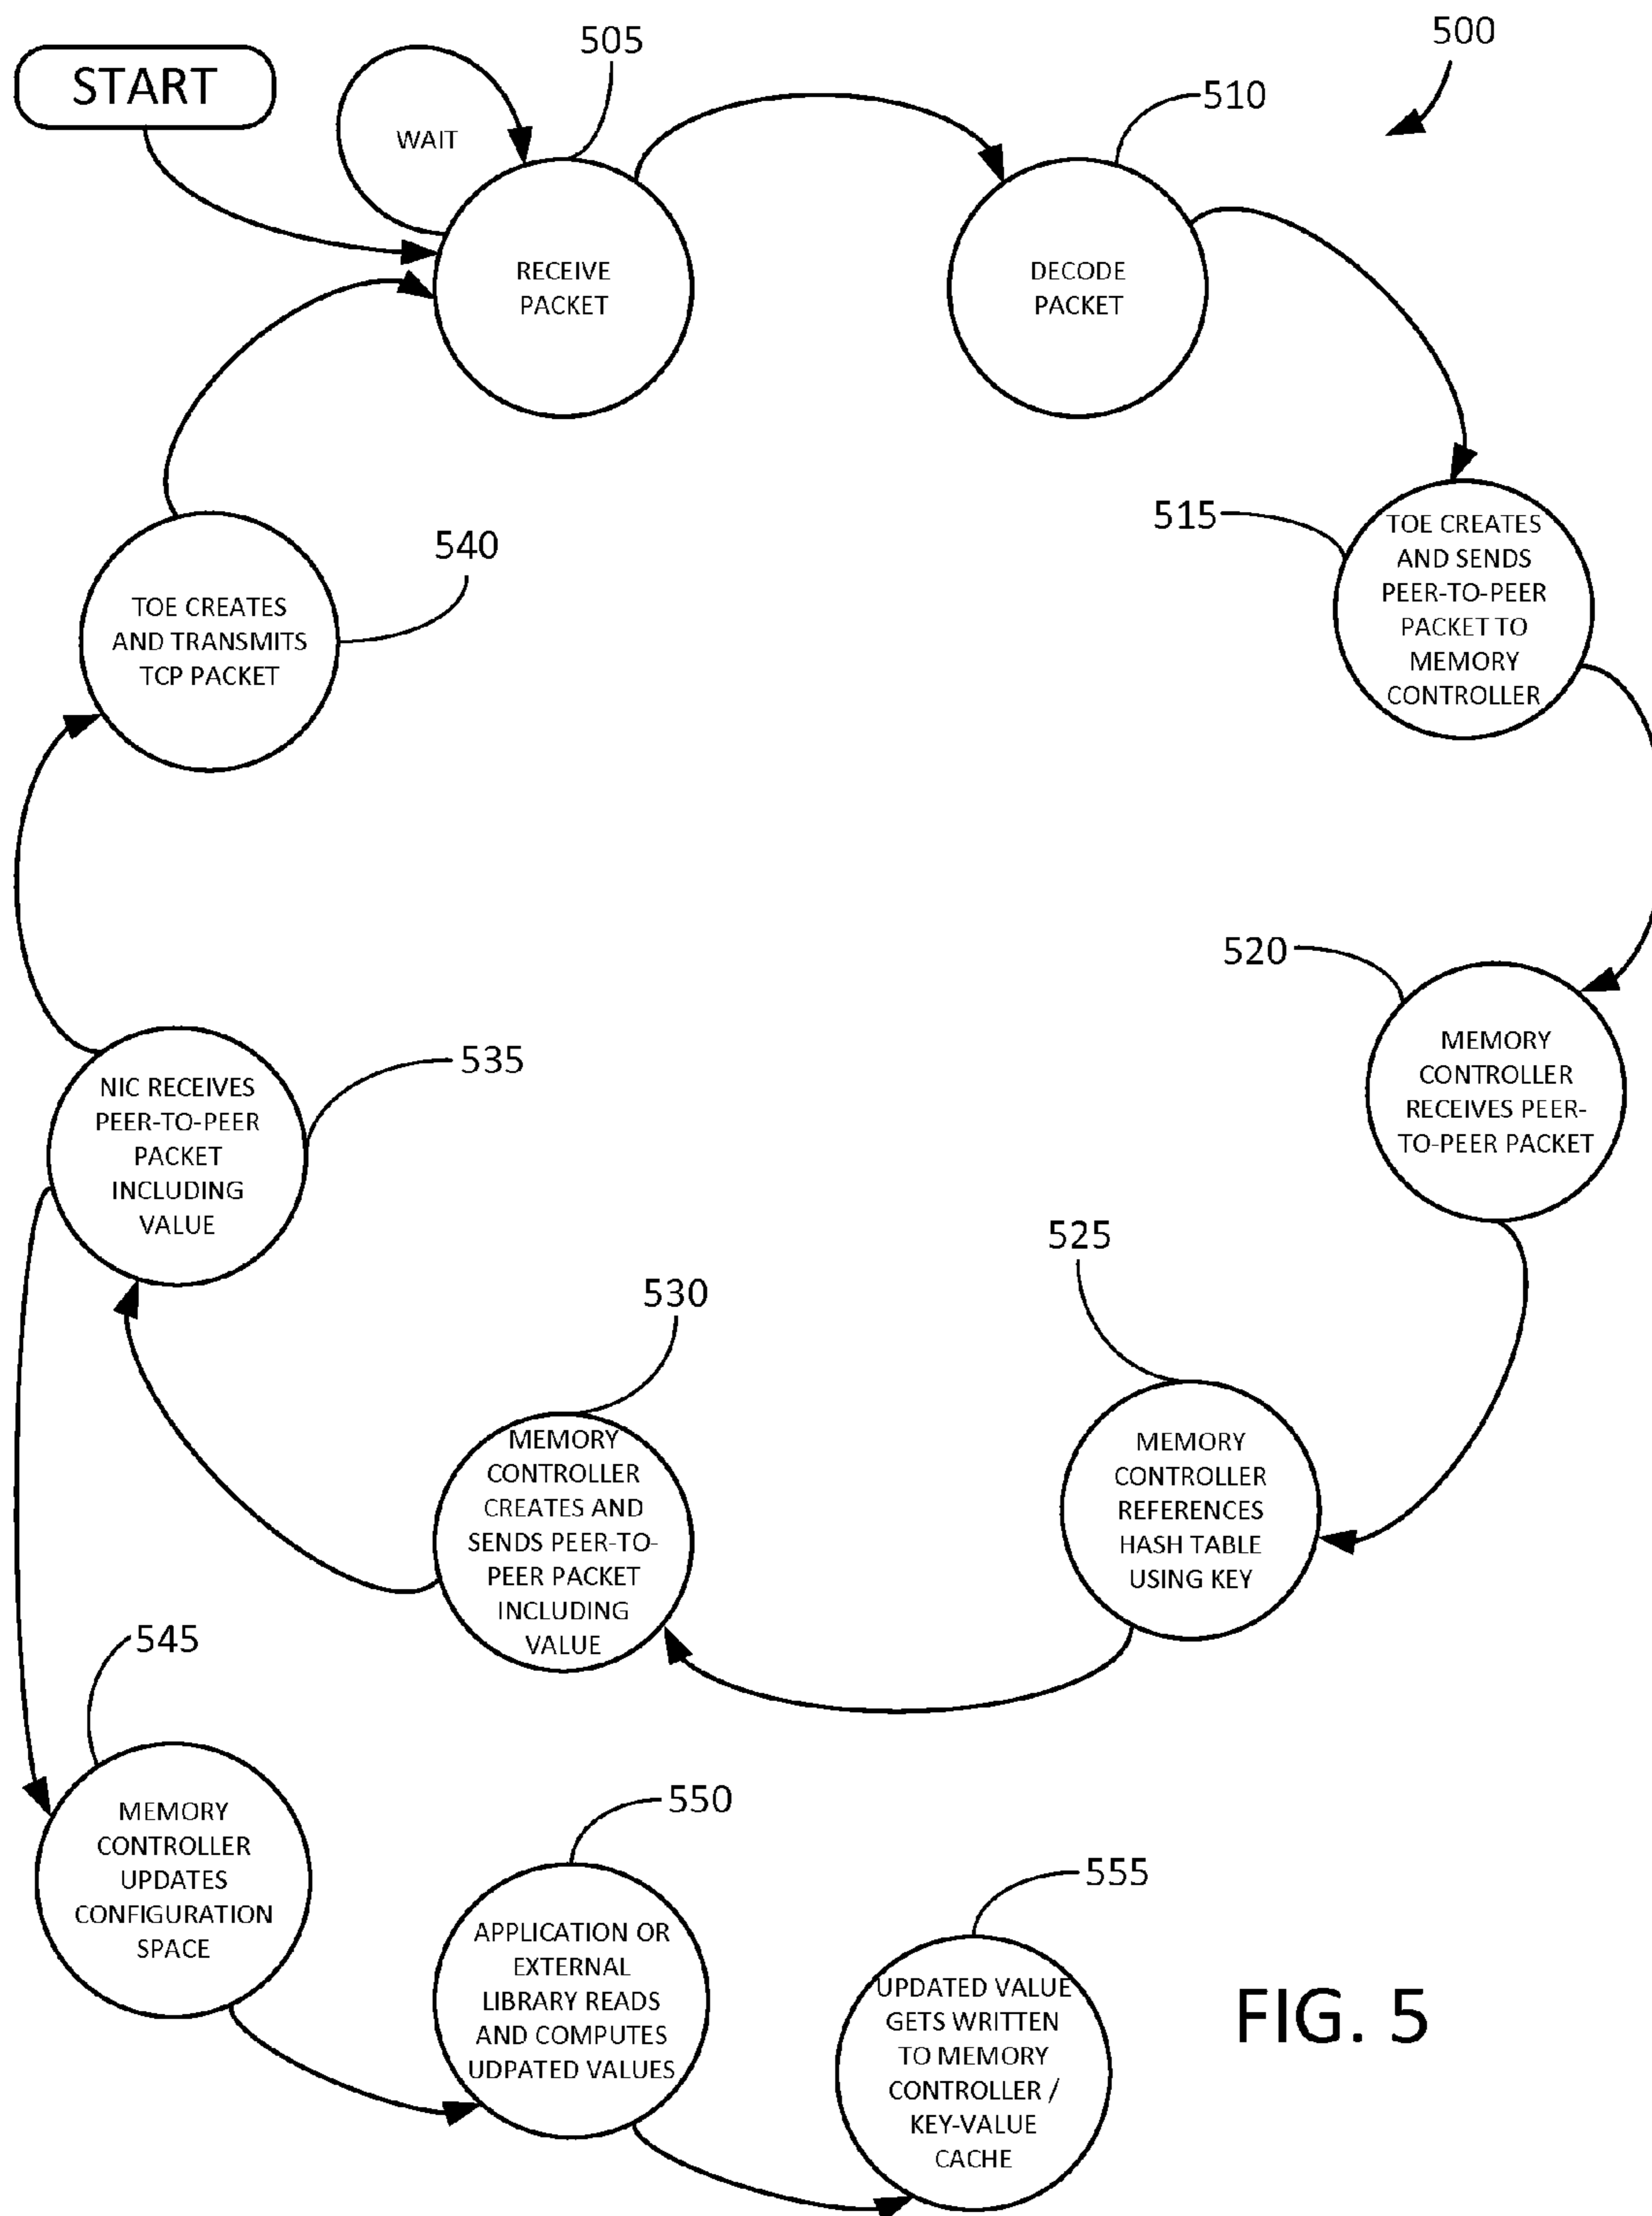 START
505
500
WAIT
510
RECEIVE
PACKET
DECODE
PACKET
515
TOE CREATES
AND SENDS
PEER-TO-PEER
PACKET TO
MEMORY
CONTROLLER
540
TOE CREATES
AND TRANSMITS
TCP PACKET
520
MEMORY
CONTROLLER
RECEIVES PEER-
TO-PEER PACKET
535
NIC RECEIVES
PEER-TO-PEER
PACKET
INCLUDING
VALUE
525
MEMORY
CONTROLLER
REFERENCES
HASH TABLE
USING KEY
530
MEMORY
CONTROLLER
CREATES AND
SENDS PEER-TO-
PEER PACKET
INCLUDING
VALUE
545
MEMORY
CONTROLLER
UPDATES
CONFIGURATION
SPACE
550
APPLICATION OR
EXTERNAL
LIBRARY READS
AND COMPUTES
UDPATED VALUES
555
UPDATED VALUE
GETS WRITTEN
TO MEMORY
CONTROLLER /
KEY-VALUE
CACHE
FIG. 5